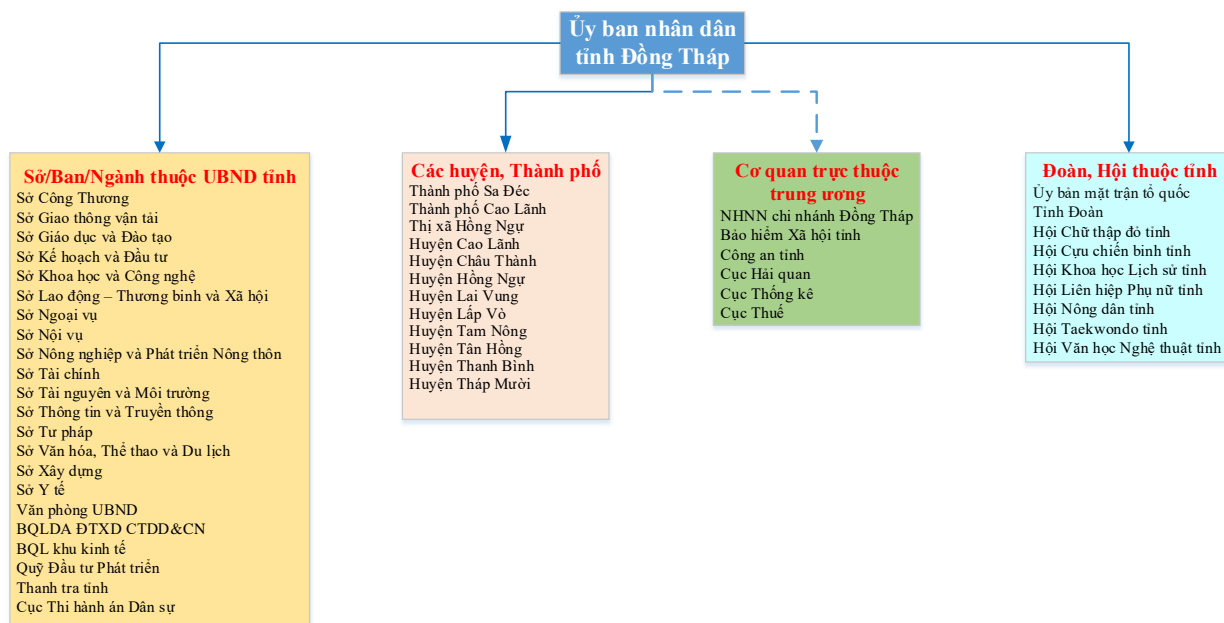 Ủy ban nhân dân
tỉnh Đồng Tháp
Sở/Ban/Ngành thuộc UBND tỉnh
Sở Công Thương
Sở Giao thông vận tải
Sở Giáo dục và Đào tạo
Sở Kế hoạch và Đầu tư
Sở Khoa học và Công nghệ
Sở Lao động – Thương binh và Xã hội
Sở Ngoại vụ
Sở Nội vụ
Sở Nông nghiệp và Phát triển Nông thôn
Sở Tài chính
Sở Tài nguyên và Môi trường
Sở Thông tin và Truyền thông
Sở Tư pháp
Sở Văn hóa, Thể thao và Du lịch
Sở Xây dựng
Sở Y tế
Văn phòng UBND
BQLDA ĐTXD CTDD&CN
BQL khu kinh tế
Quỹ Đầu tư Phát triển
Thanh tra tỉnh
Cục Thi hành án Dân sự
Các huyện, Thành phố
Thành phố Sa Đéc
Thành phố Cao Lãnh
Thị xã Hồng Ngự
Huyện Cao Lãnh
Huyện Châu Thành
Huyện Hồng Ngự
Huyện Lai Vung
Huyện Lấp Vò
Huyện Tam Nông
Huyện Tân Hồng
Huyện Thanh Bình
Huyện Tháp Mười
Cơ quan trực thuộc
trung ương
NHNN chi nhánh Đồng Tháp
Bảo hiểm Xã hội tỉnh
Công an tỉnh
Cục Hải quan
Cục Thống kê
Cục Thuế
Đoàn, Hội thuộc tỉnh
Ủy bản mặt trận tổ quốc
Tỉnh Đoàn
Hội Chữ thập đỏ tỉnh
Hội Cựu chiến binh tỉnh
Hội Khoa học Lịch sử tỉnh
Hội Liên hiệp Phụ nữ tỉnh
Hội Nông dân tỉnh
Hội Taekwondo tỉnh
Hội Văn học Nghệ thuật tỉnh